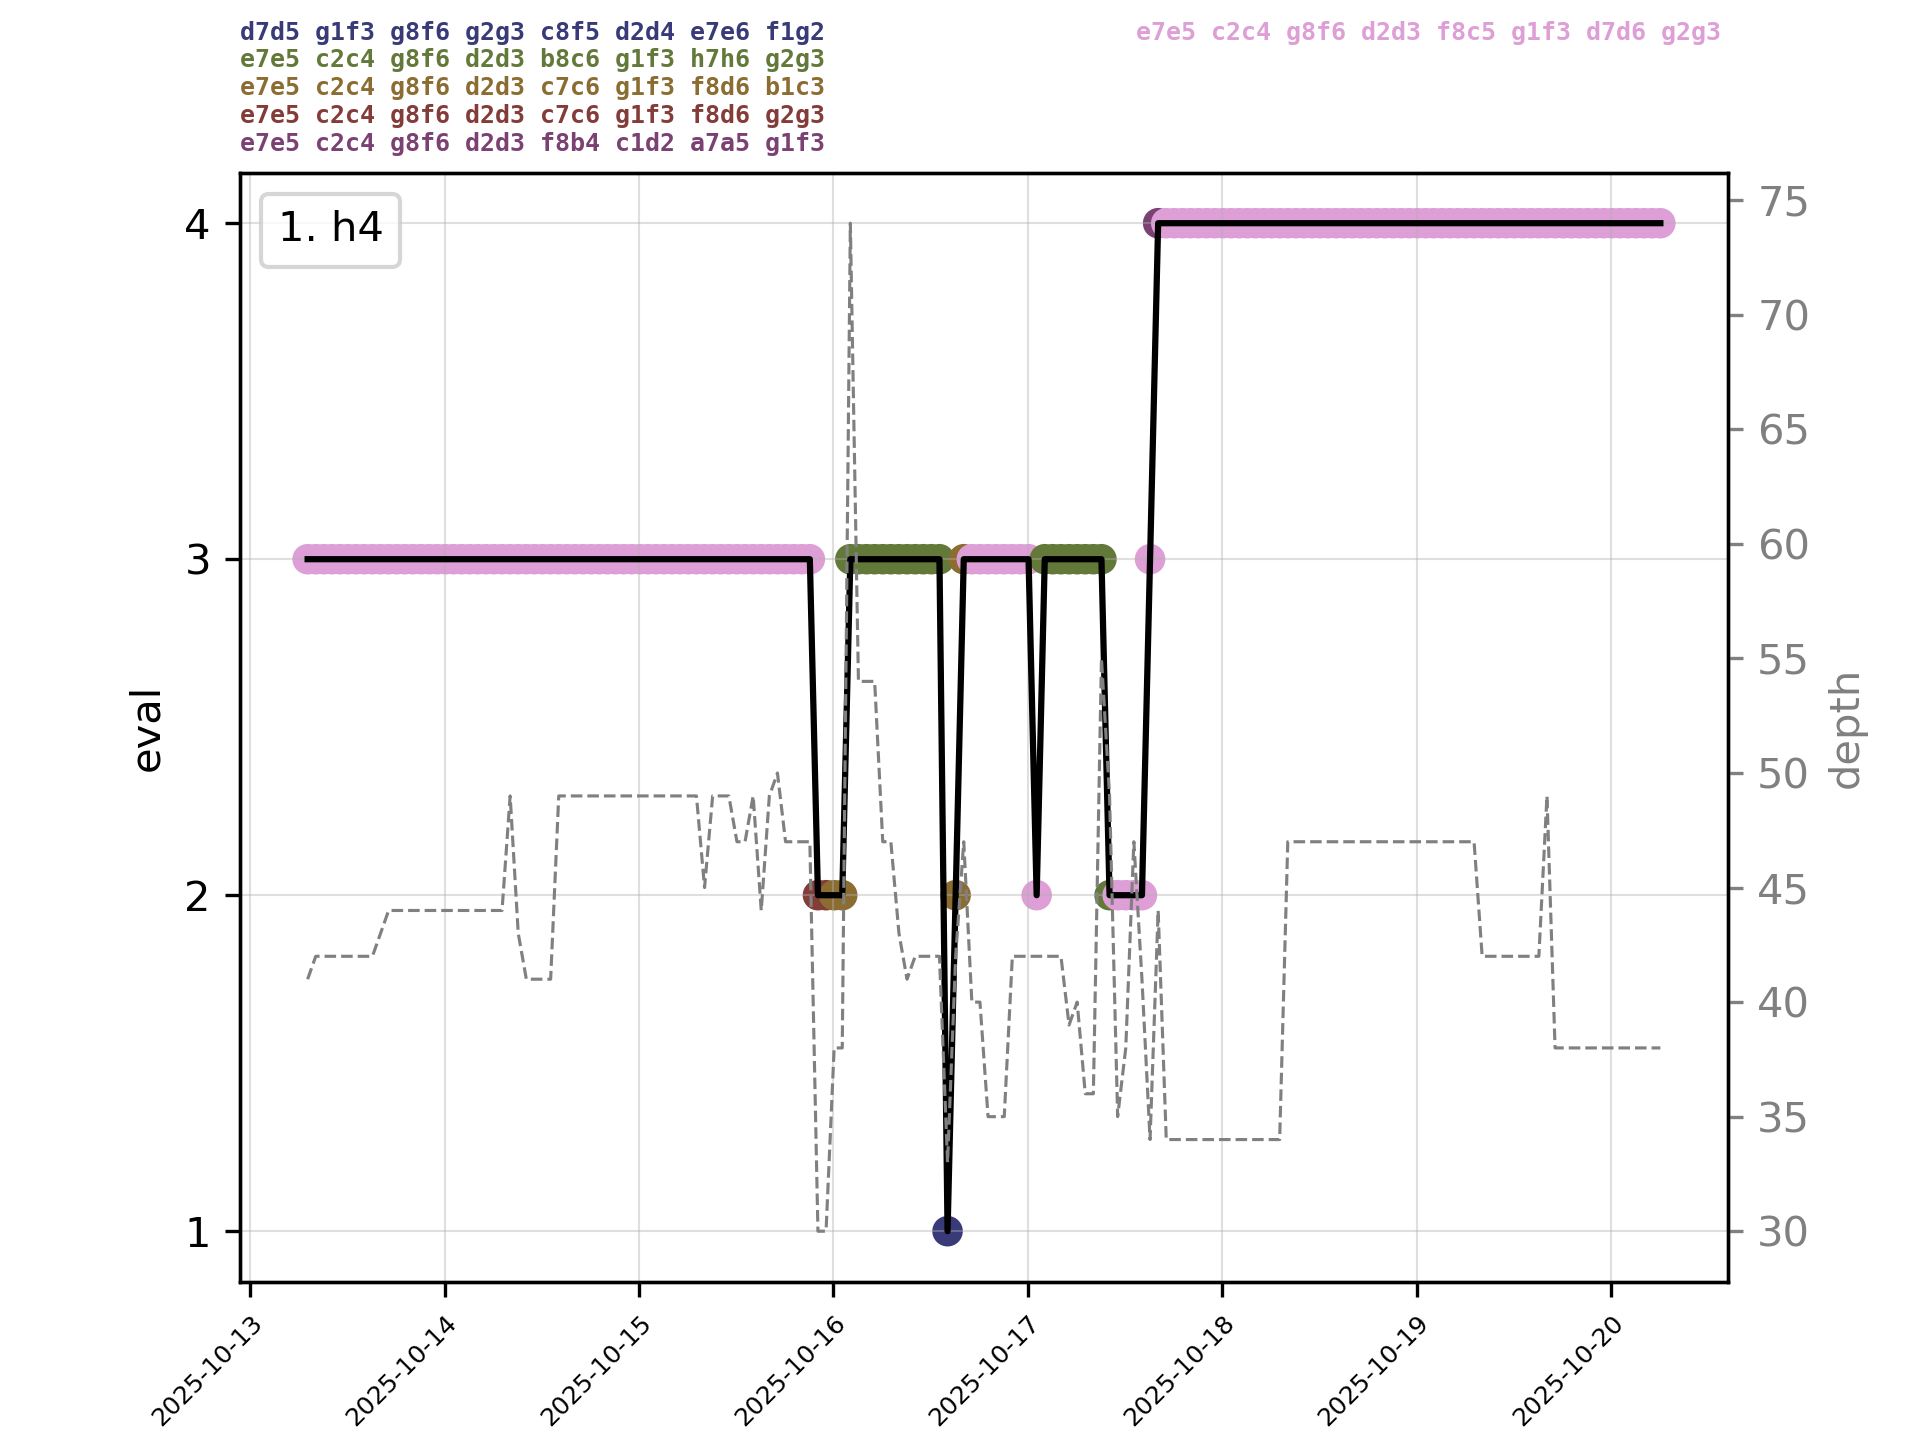 d7d5 g1f3 g8f6 g2g3 c8f5 d2d4 e7e6 f1g2
e7e5 c2c4 g8f6 d2d3 b8c6 g1f3 h7h6 g2g3
e7e5 c2c4 g8f6 d2d3 c7c6 g1f3 f8d6 b1c3
e7e5 c2c4 g8f6 d2d3 c7c6 g1f3 f8d6 g2g3
e7e5 c2c4 g8f6 d2d3 f8b4 c1d2 a7a5 g1f3
e7e5 c2c4 g8f6 d2d3 f8c5 g1f3 d7d6 g2g3
1. h4
4
3
2
1
eval
75
70
65
60
55
50
45
40
35
30
depth
2025-10-13
2025-10-14
2025-10-15
2025-10-16
2025-10-17
2025-10-18
2025-10-19
2025-10-20